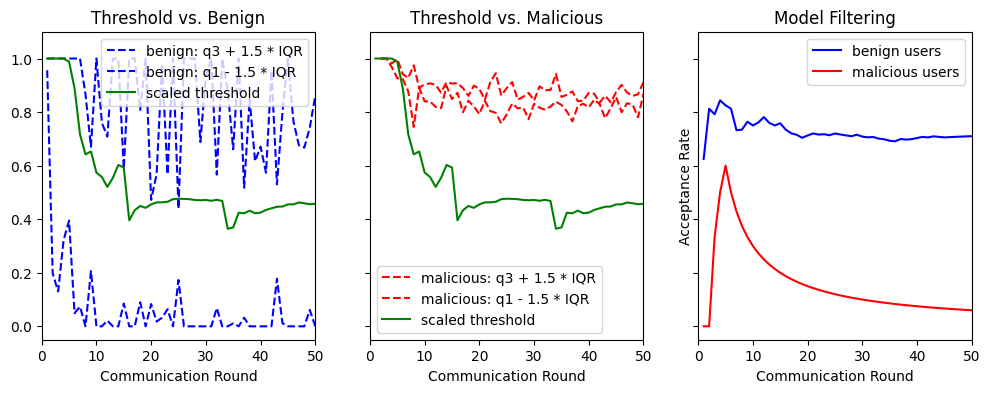 Threshold vs. Benign
benign: q3 + 1.5 * IQR
benign: q1 - 1.5 * IQR
scaled threshold
1.0
0.8
0.6
0.4
0.2
0.0
0 10 20 30 40 50
Communication Round
Threshold vs. Malicious
malicious: q3 + 1.5 * IQR
malicious: q1 - 1.5 * IQR
scaled threshold
0 10 20 30 40 50
Communication Round
Model Filtering
benign users
malicious users
Acceptance Rate
0 10 20 30 40 50
Communication Round